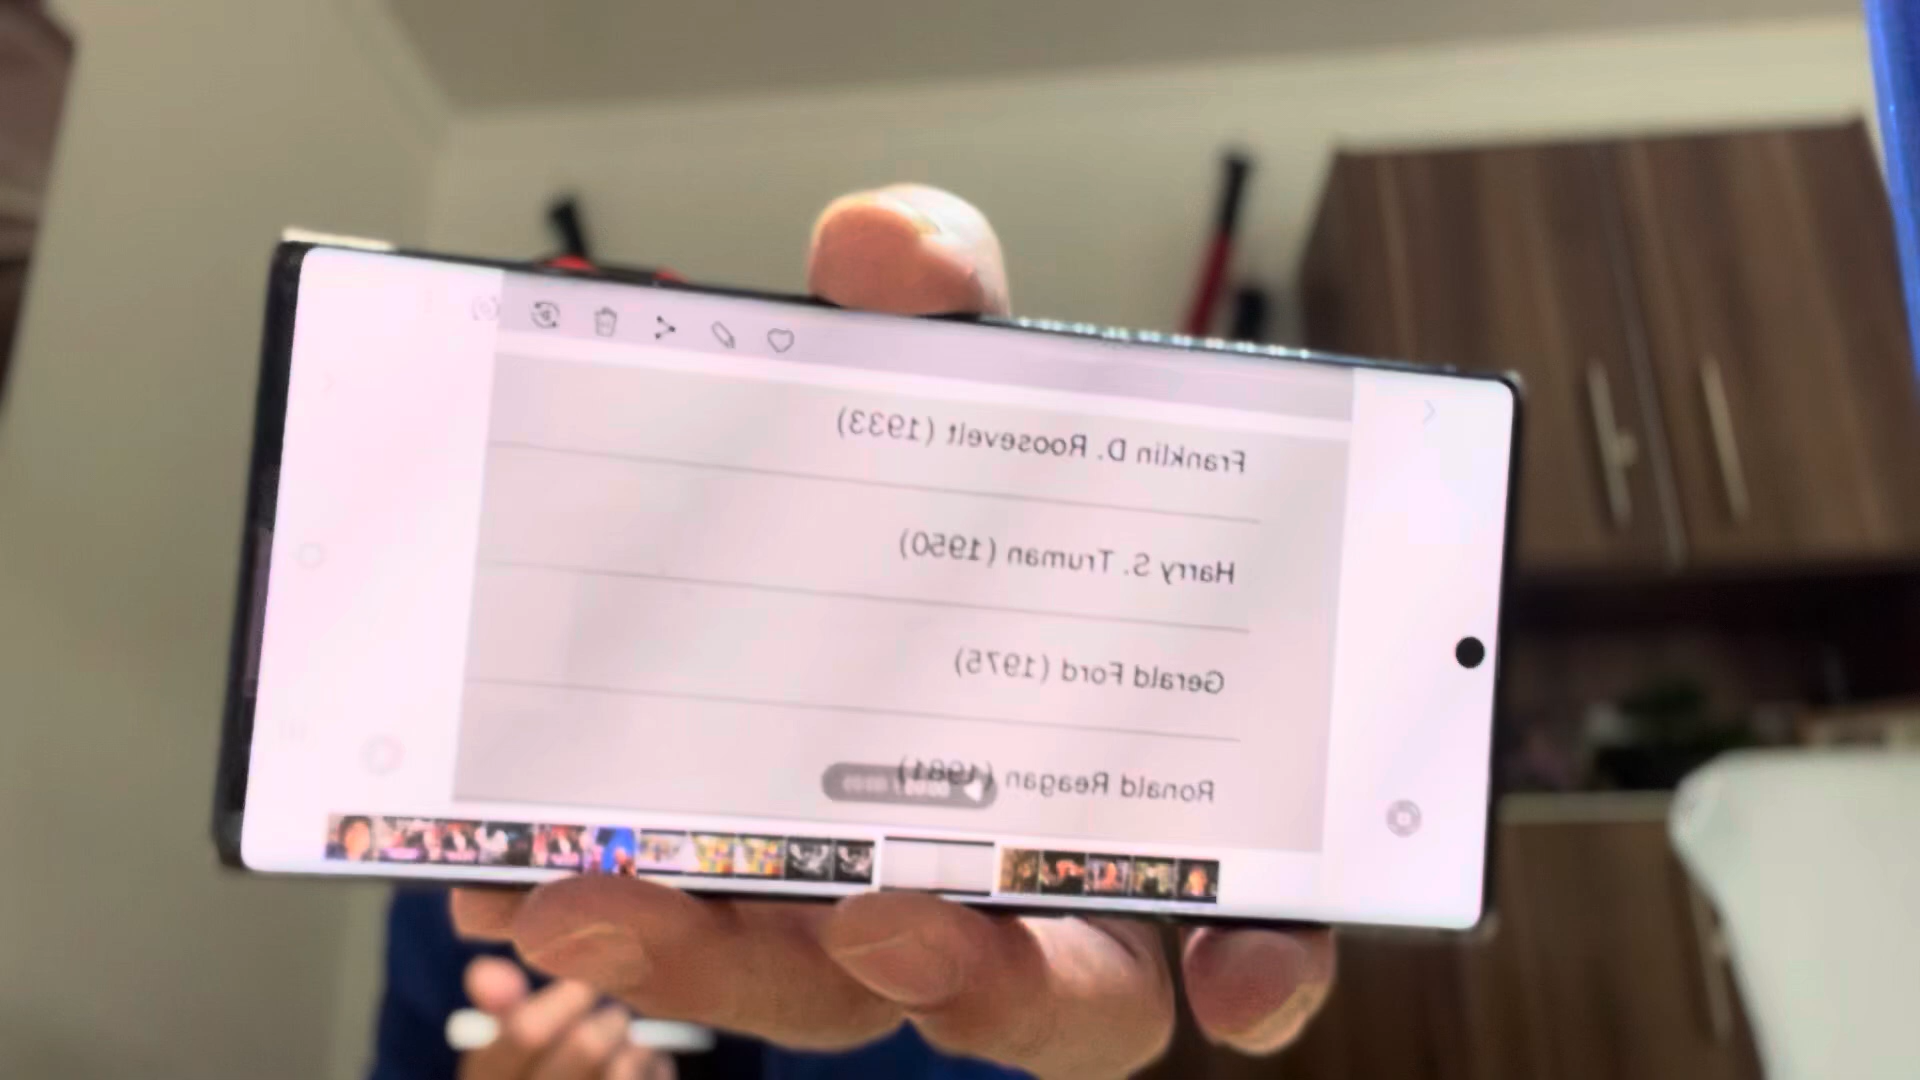 Franklin D. Roosevelt (1933)
Harry S. Truman (1950)
Gerald Ford (1975)
Ronald Reagan (1981)